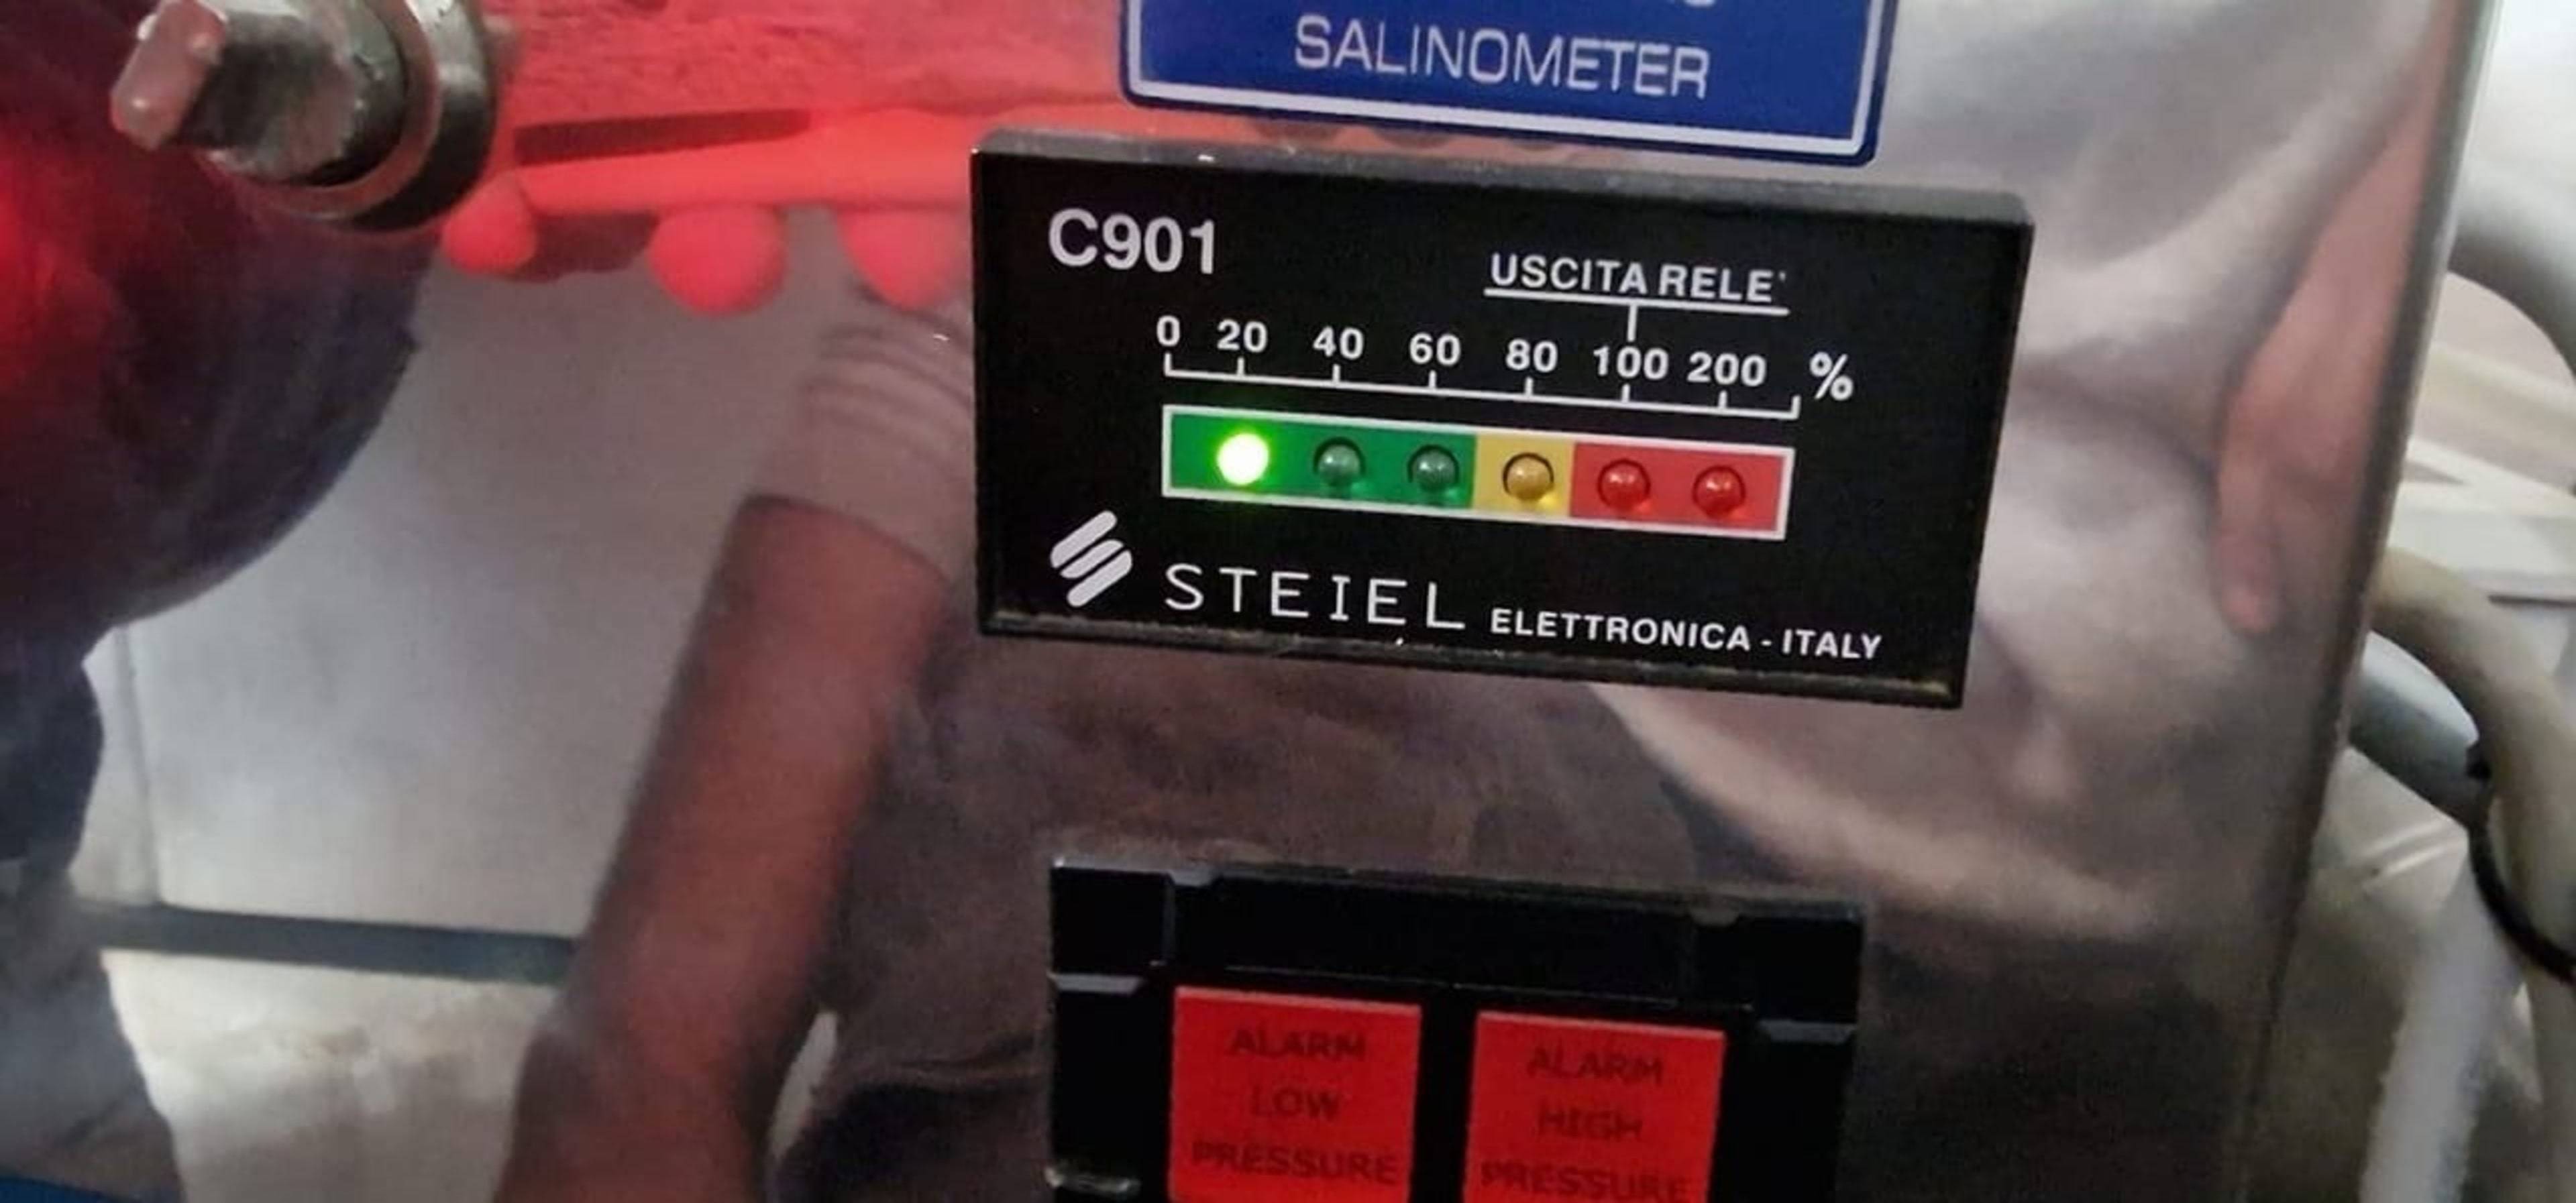 SALINOMETER
C901
USCITA RELE'
0 20 40 60 80 100 200 %
STEIEL ELETTRONICA - ITALY
ALARM
LOW
PRESSURE
ALARM
HIGH
PRESSURE